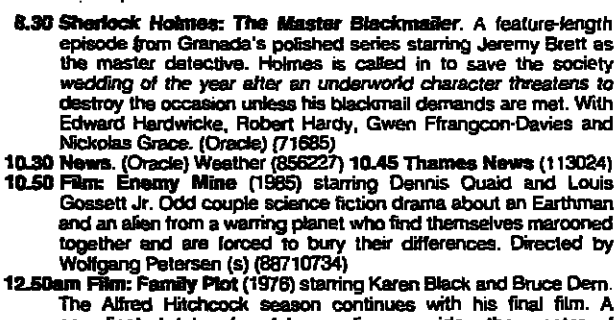 8.30 Sherlock Holmes: The Master Blackmailer. A feature-length
episode from Granada's polished series starring Jeremy Brett as
the master detective. Holmes is called in to save the society
wedding of the year after an underworld character threatens to
destroy the occasion unless his blackmail demands are met. With
Edward Hardwicke, Robert Hardy, Gwen Ffrangcon-Davies and
Nickolas Grace. (Oracle) (71685)
10.30 News. (Oracle) Weather (856227) 10.45 Thames News (113024)
10.50 Film: Enemy Mine (1985) starring Dennis Quaid and Louis
Gossett Jr. Odd couple science fiction drama about an Earthman
and an alien from a warring planet who find themselves marooned
together and are forced to bury their differences. Directed by
Wolfgang Petersen (s) (88710734)
12.50am Film: Family Plot (1976) starring Karen Black and Bruce Dern.
The Alfred Hitchcock season continues with his final film. A